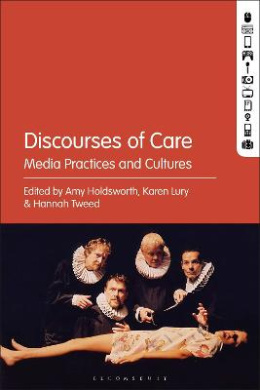 Discourses of Care
Media Practices and Cultures
Edited by Amy Holdsworth, Karen Lury
& Hannah Tweed
BLOOMSBURY